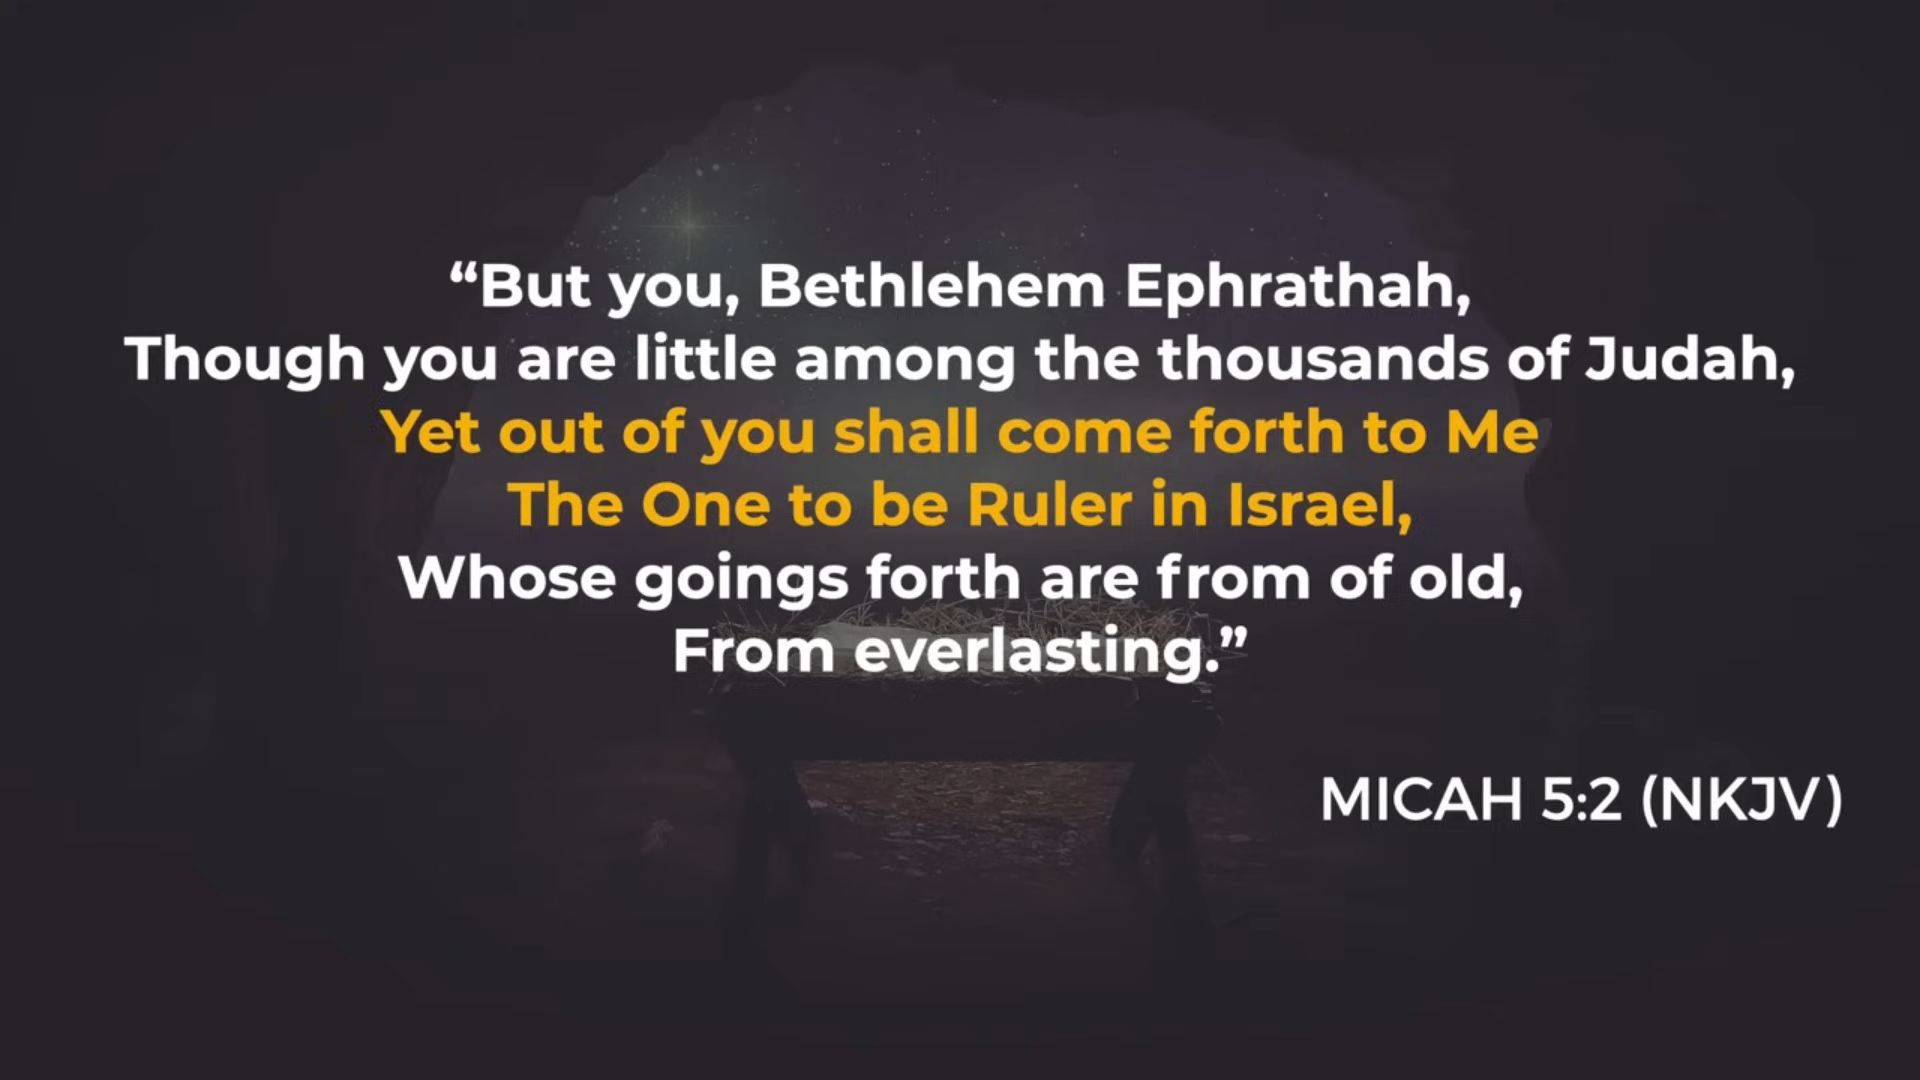 “But you, Bethlehem Ephrathah,
Though you are little among the thousands of Judah,
Yet out of you shall come forth to Me
The One to be Ruler in Israel,
Whose goings forth are from of old,
From everlasting.”
MICAH 5:2 (NKJV)